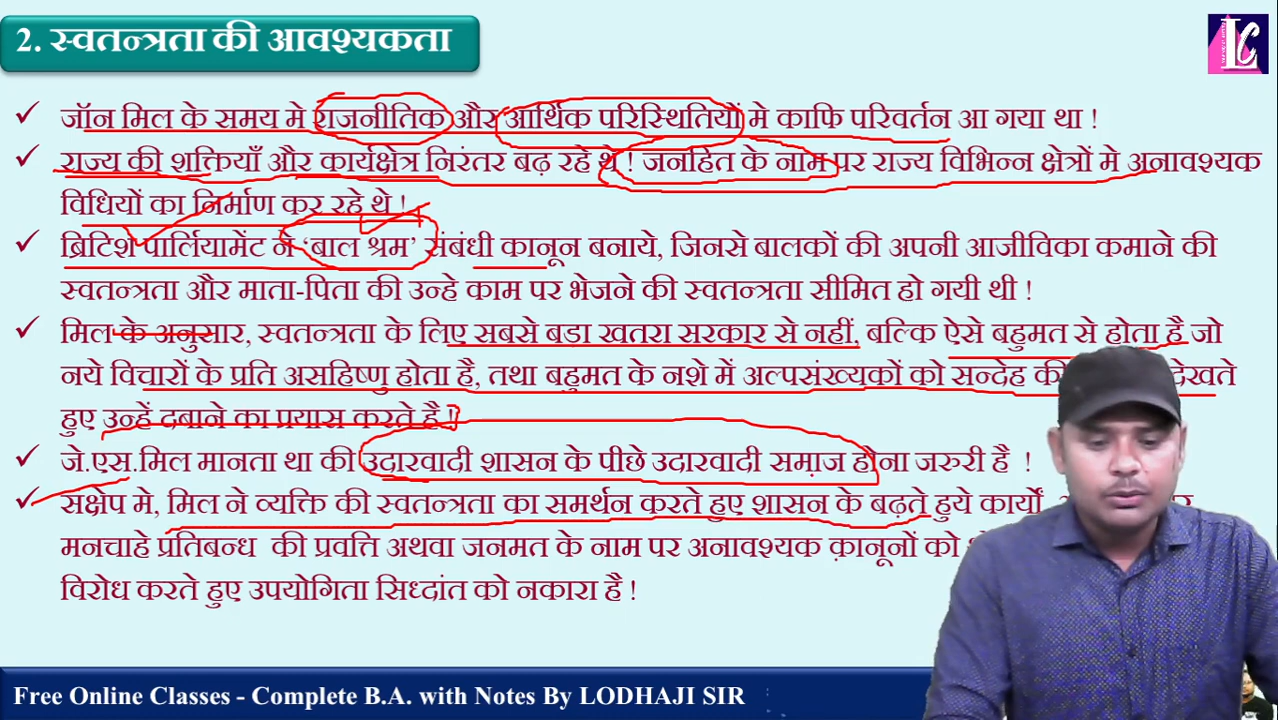 2. स्वतन्त्रता की आवश्यकता
LC
जॉन मिल के समय मे राजनीतिक और आर्थिक परिस्थितियों मे काफि परिवर्तन आ गया था !
राज्य की शक्तियाँ और कार्यक्षेत्र निरंतर बढ़ रहे थे ! जनहित के नाम पर राज्य विभिन्न क्षेत्रों मे अनावश्यक
विधियों का निर्माण कर रहे थे !
ब्रिटिश पार्लियामेंट ने ‘बाल श्रम’ संबंधी कानून बनाये, जिनसे बालकों की अपनी आजीविका कमाने की
स्वतन्त्रता और माता-पिता की उन्हे काम पर भेजने की स्वतन्त्रता सीमित हो गयी थी !
मिल के अनुसार, स्वतन्त्रता के लिए सबसे बडा खतरा सरकार से नहीं, बल्कि ऐसे बहुमत से होता है जो
नये विचारों के प्रति असहिष्णु होता है, तथा बहुमत के नशे में अल्पसंख्यकों को सन्देह की देखते
हुए उन्हें दबाने का प्रयास करते है !
जे.एस.मिल मानता था की उदारवादी शासन के पीछे उदारवादी समाज होना जरुरी है !
सक्षेप मे, मिल ने व्यक्ति की स्वतन्त्रता का समर्थन करते हुए शासन के बढ़ते हुये कार्यों
मनचाहे प्रतिबन्ध की प्रवत्ति अथवा जनमत के नाम पर अनावश्यक क़ानूनों को
विरोध करते हुए उपयोगिता सिध्दांत को नकारा है !
Free Online Classes - Complete B.A. with Notes By LODHAJI SIR